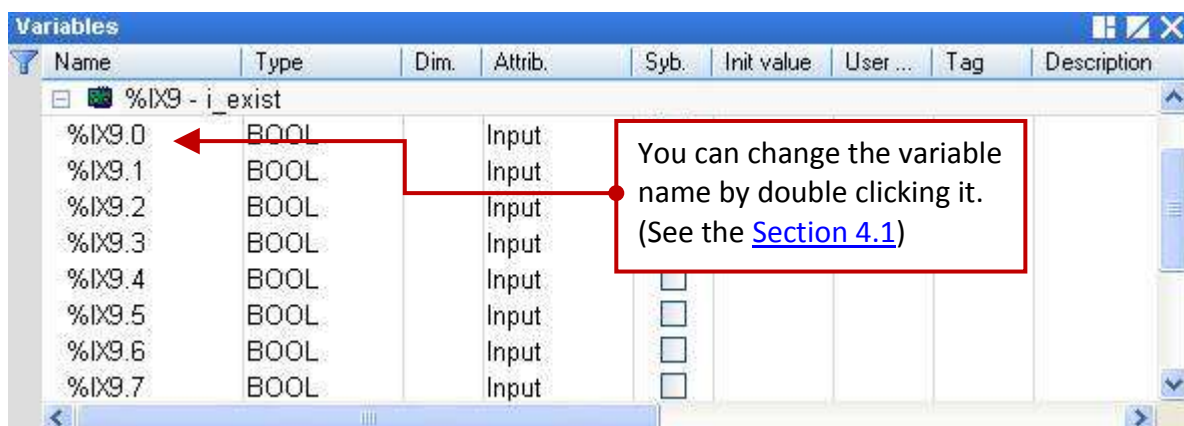 Variables
Name Type Dim. Attrib. Syb. Init value User ... Tag Description
%IX9 - i_exist
%IX9.0 BOOL Input
%IX9.1 BOOL Input
%IX9.2 BOOL Input
%IX9.3 BOOL Input
%IX9.4 BOOL Input
%IX9.5 BOOL Input
%IX9.6 BOOL Input
%IX9.7 BOOL Input
You can change the variable
name by double clicking it.
(See the Section 4.1)